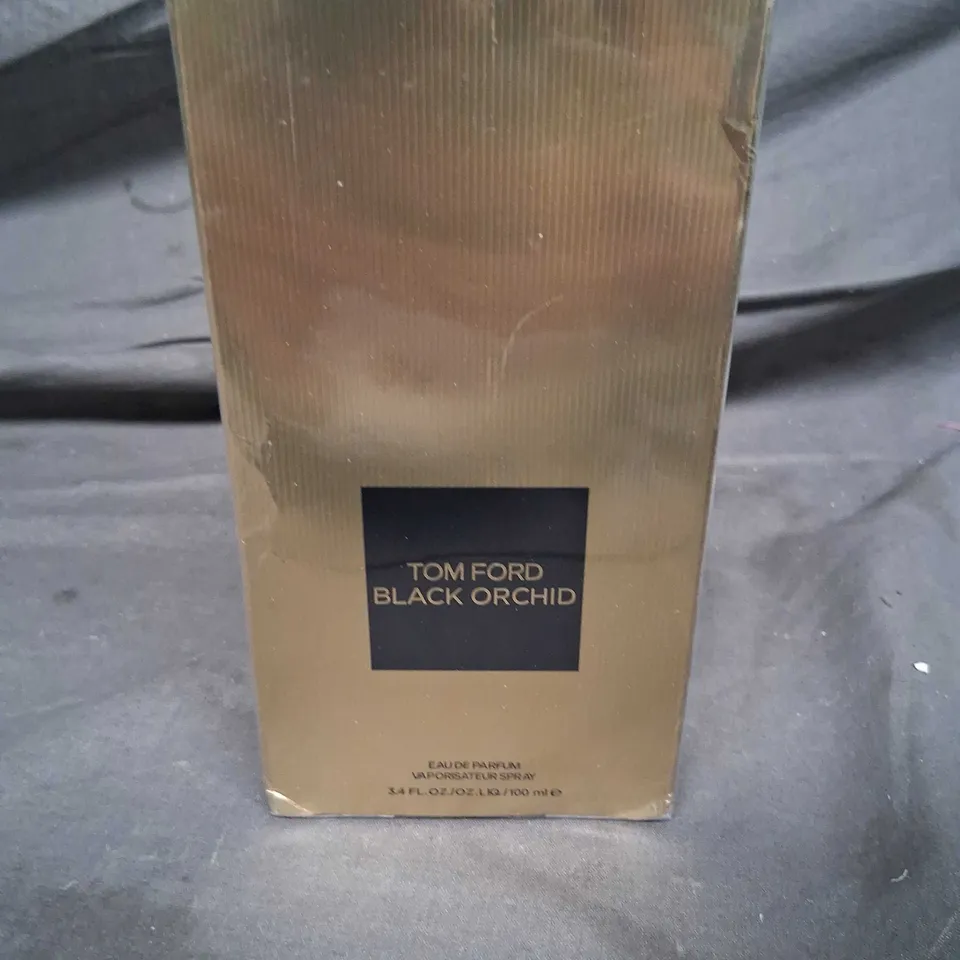 TOM FORD
BLACK ORCHID
EAU DE PARFUM
VAPORISATEUR SPRAY
3.4 FL.OZ./OZ.LIQ./100 ml ℮